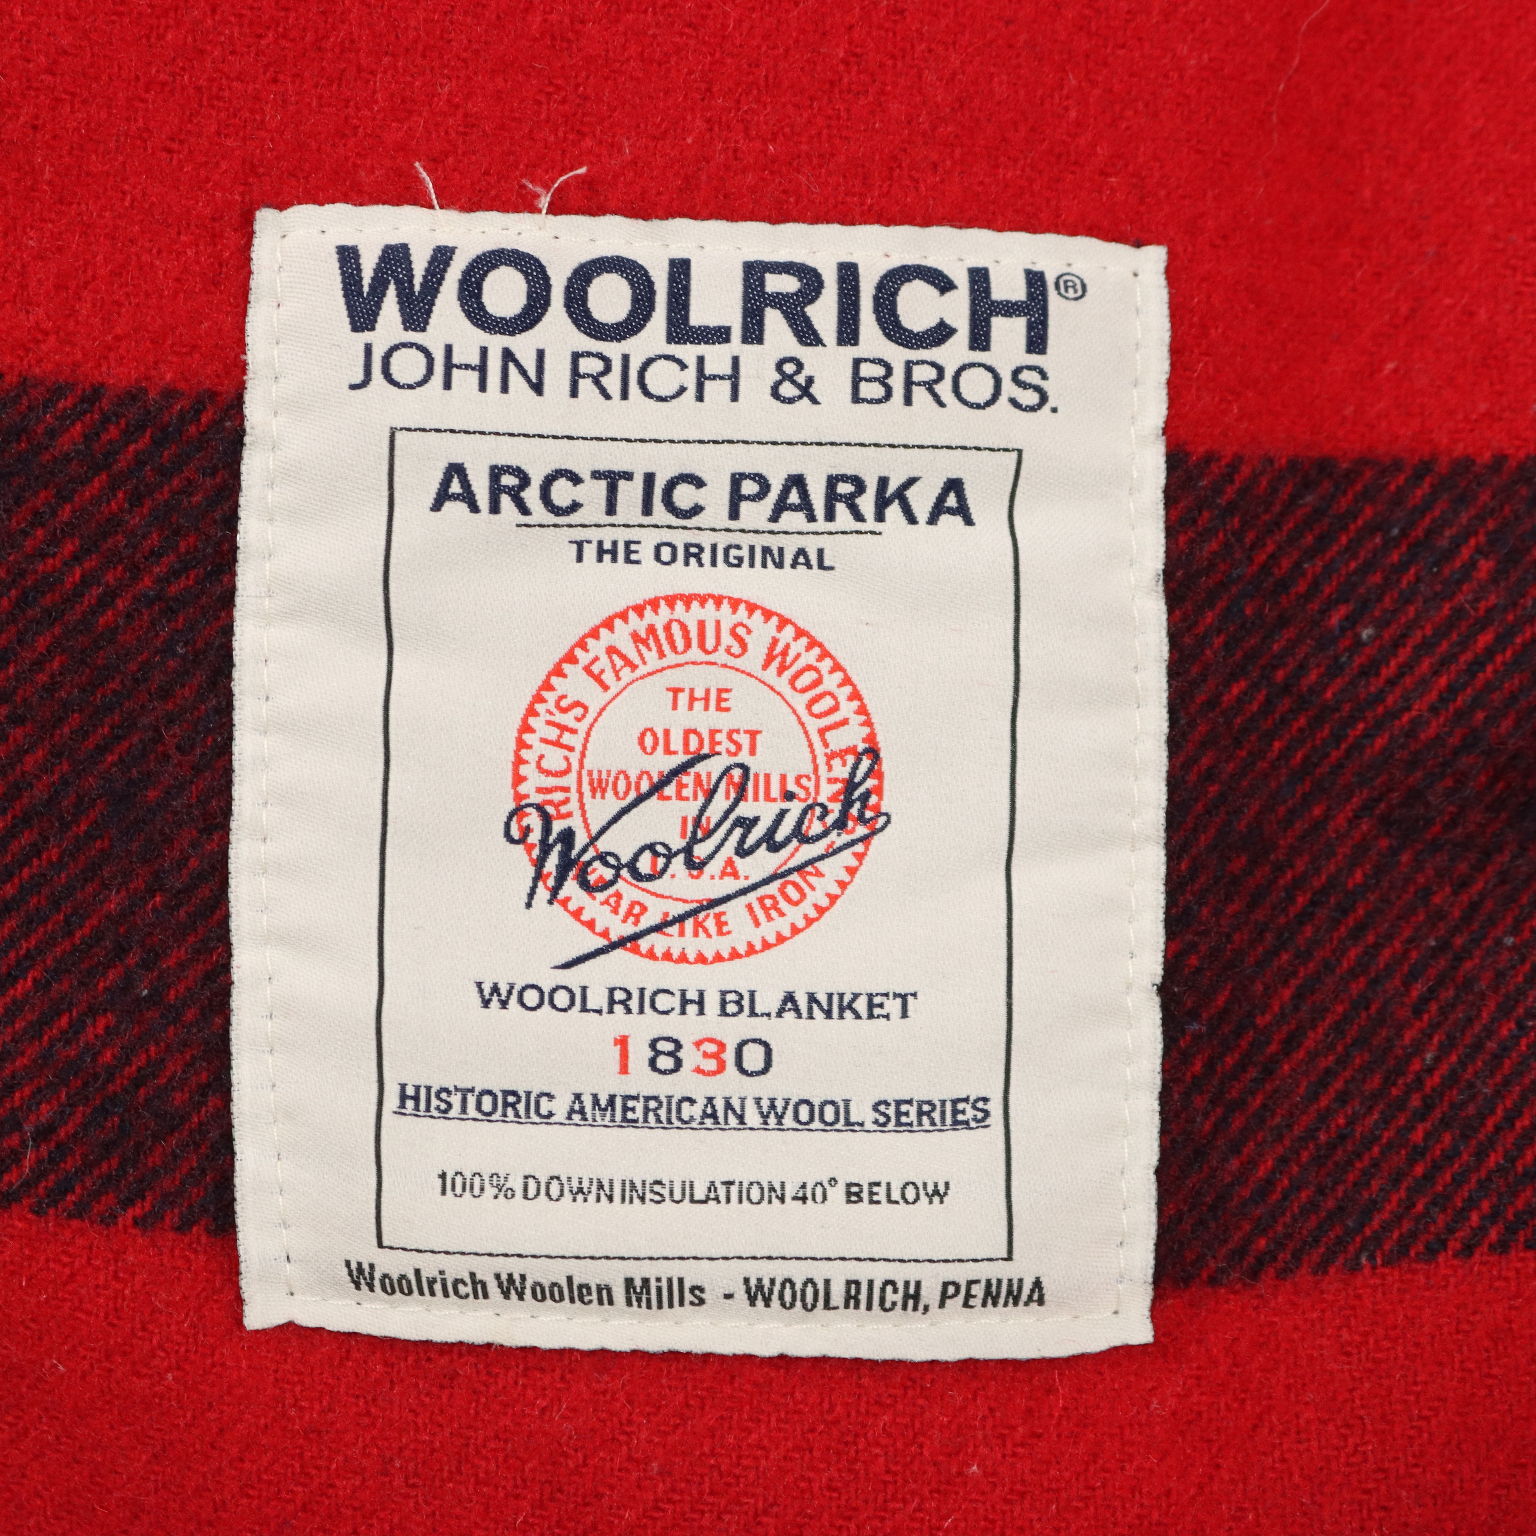 WOOLRICH®
JOHN RICH & BROS.
ARCTIC PARKA
THE ORIGINAL
RICH'S FAMOUS WOOLENS
THE
OLDEST
WOOLEN MILLS
IN
U.S.A.
WEAR LIKE IRON
Woolrich
WOOLRICH BLANKET
1830
HISTORIC AMERICAN WOOL SERIES
100% DOWN INSULATION 40° BELOW
Woolrich Woolen Mills - WOOLRICH, PENNA